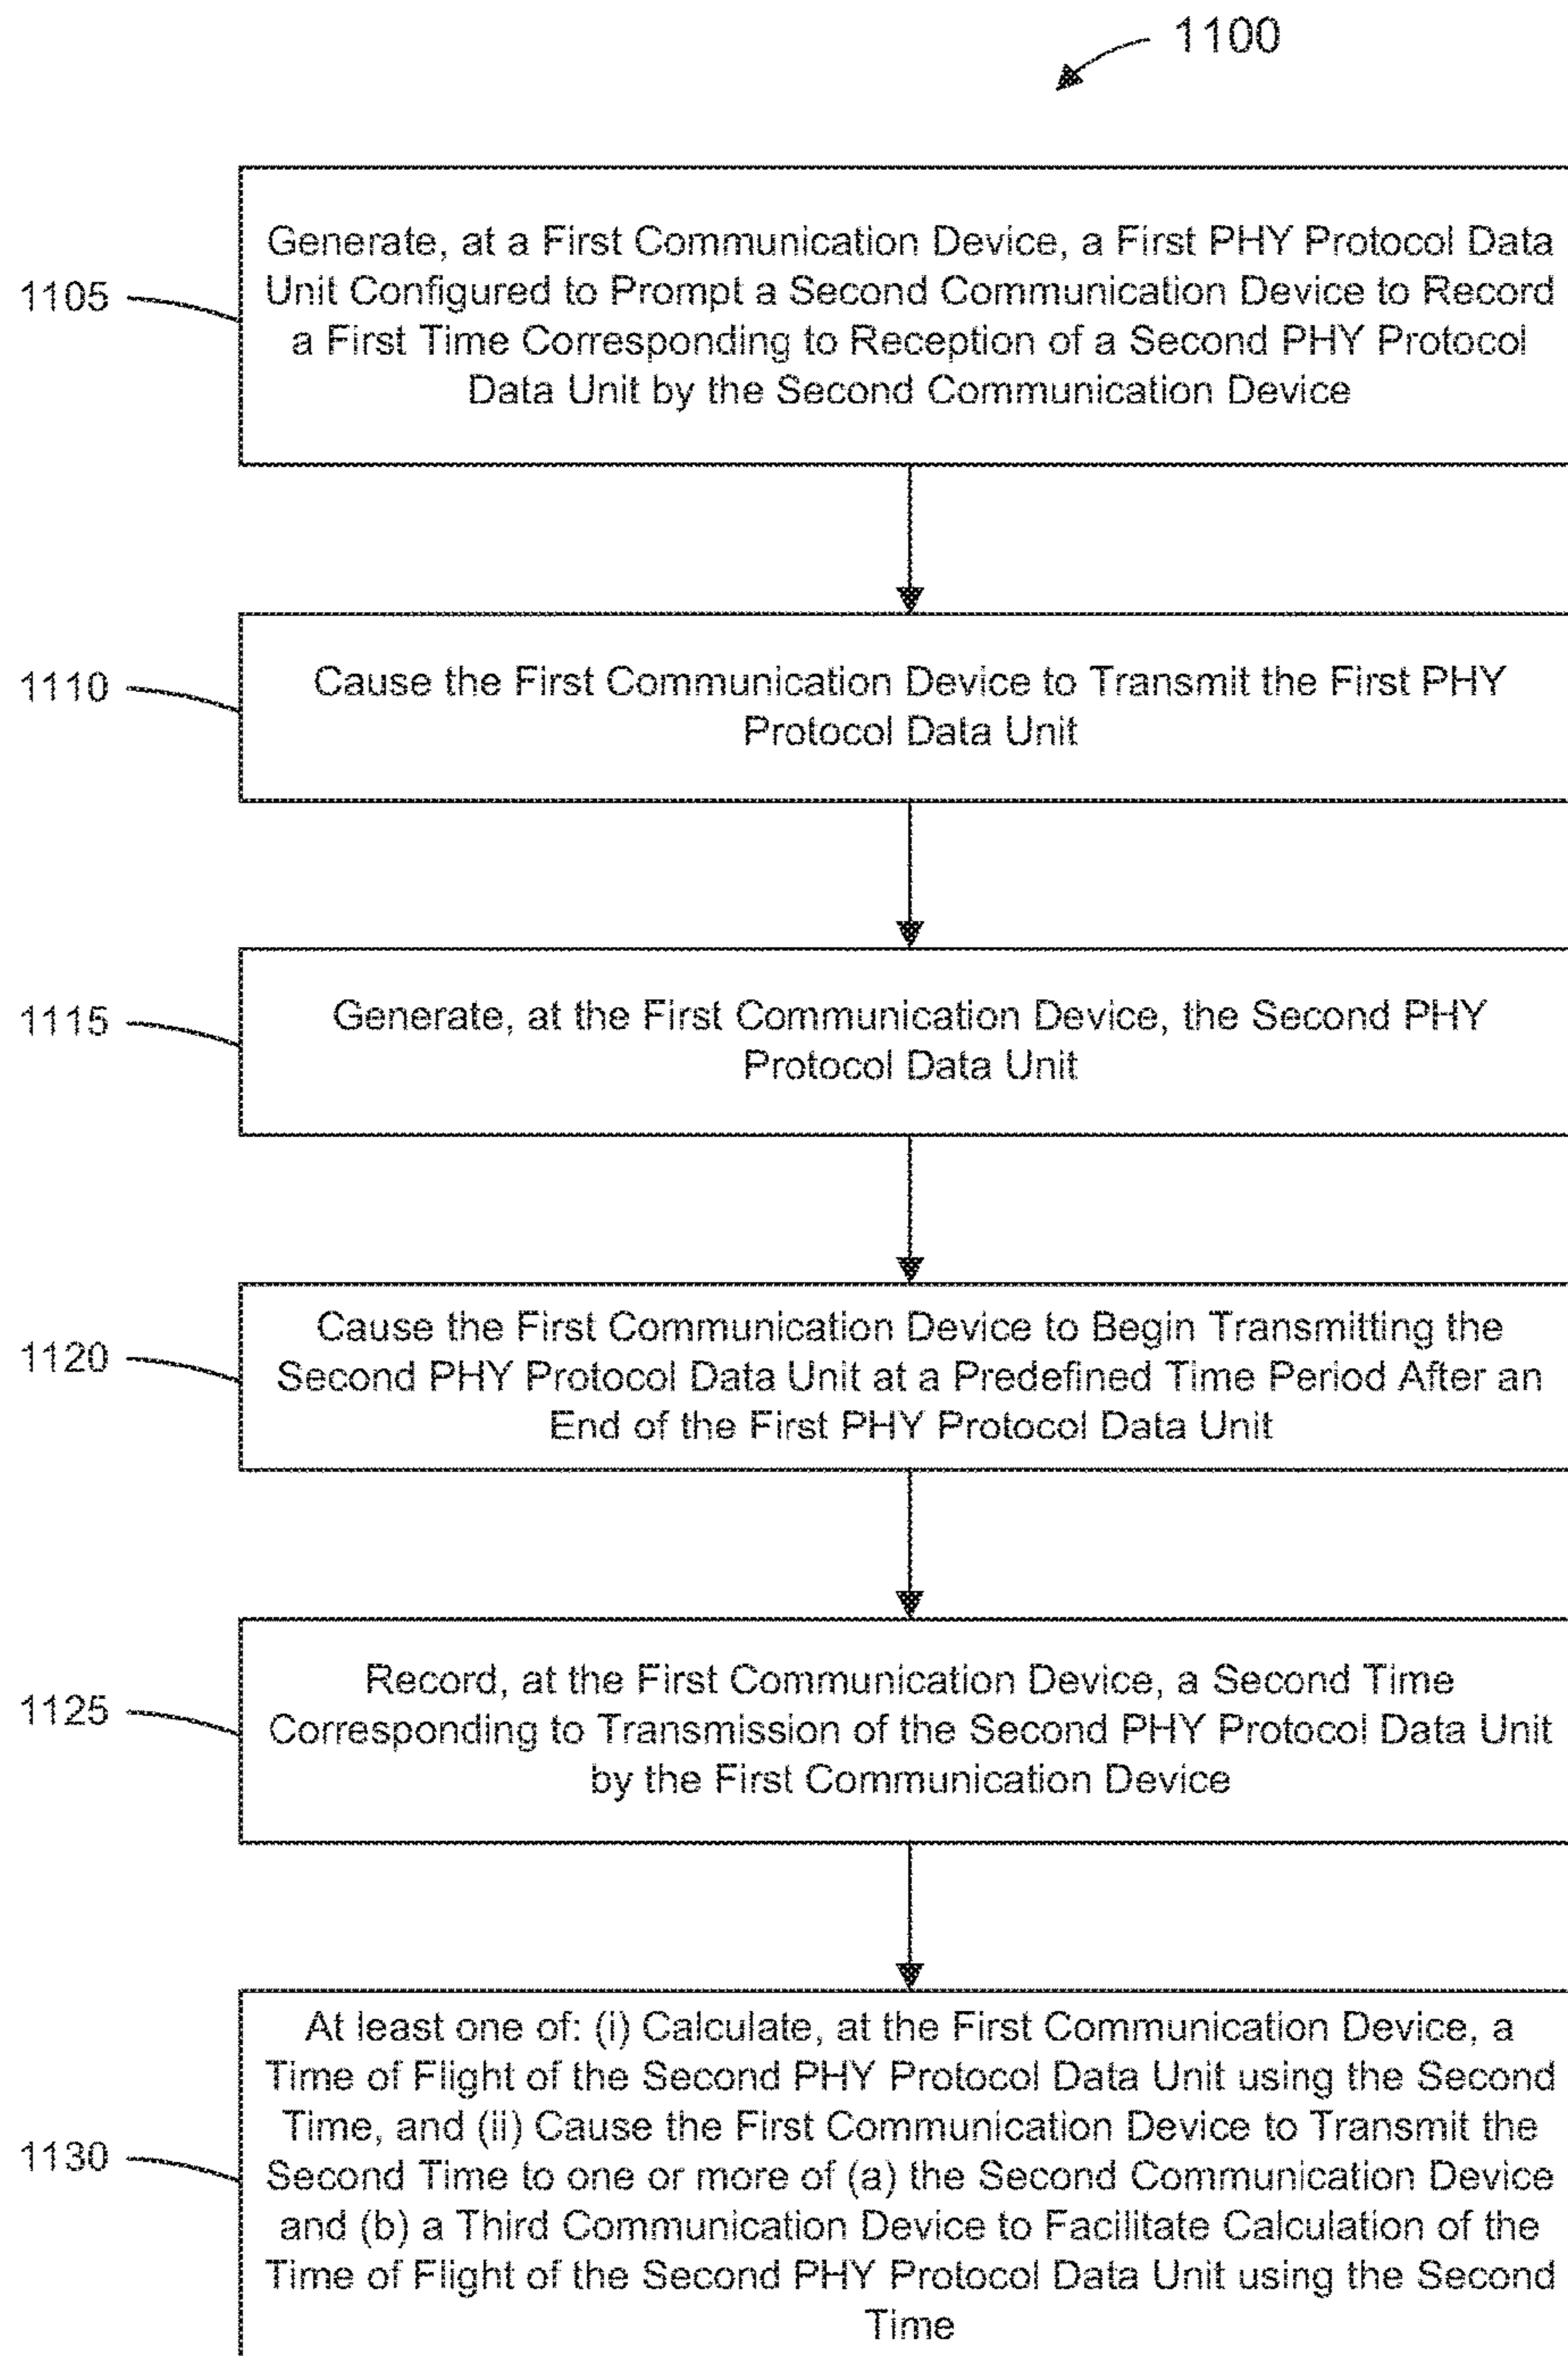 1100
1105
Generate, at a First Communication Device, a First PHY Protocol Data
Unit Configured to Prompt a Second Communication Device to Record
a First Time Corresponding to Reception of a Second PHY Protocol
Data Unit by the Second Communication Device
1110
Cause the First Communication Device to Transmit the First PHY
Protocol Data Unit
1115
Generate, at the First Communication Device, the Second PHY
Protocol Data Unit
1120
Cause the First Communication Device to Begin Transmitting the
Second PHY Protocol Data Unit at a Predefined Time Period After an
End of the First PHY Protocol Data Unit
1125
Record, at the First Communication Device, a Second Time
Corresponding to Transmission of the Second PHY Protocol Data Unit
by the First Communication Device
1130
At least one of: (i) Calculate, at the First Communication Device, a
Time of Flight of the Second PHY Protocol Data Unit using the Second
Time, and (ii) Cause the First Communication Device to Transmit the
Second Time to one or more of (a) the Second Communication Device
and (b) a Third Communication Device to Facilitate Calculation of the
Time of Flight of the Second PHY Protocol Data Unit using the Second
Time